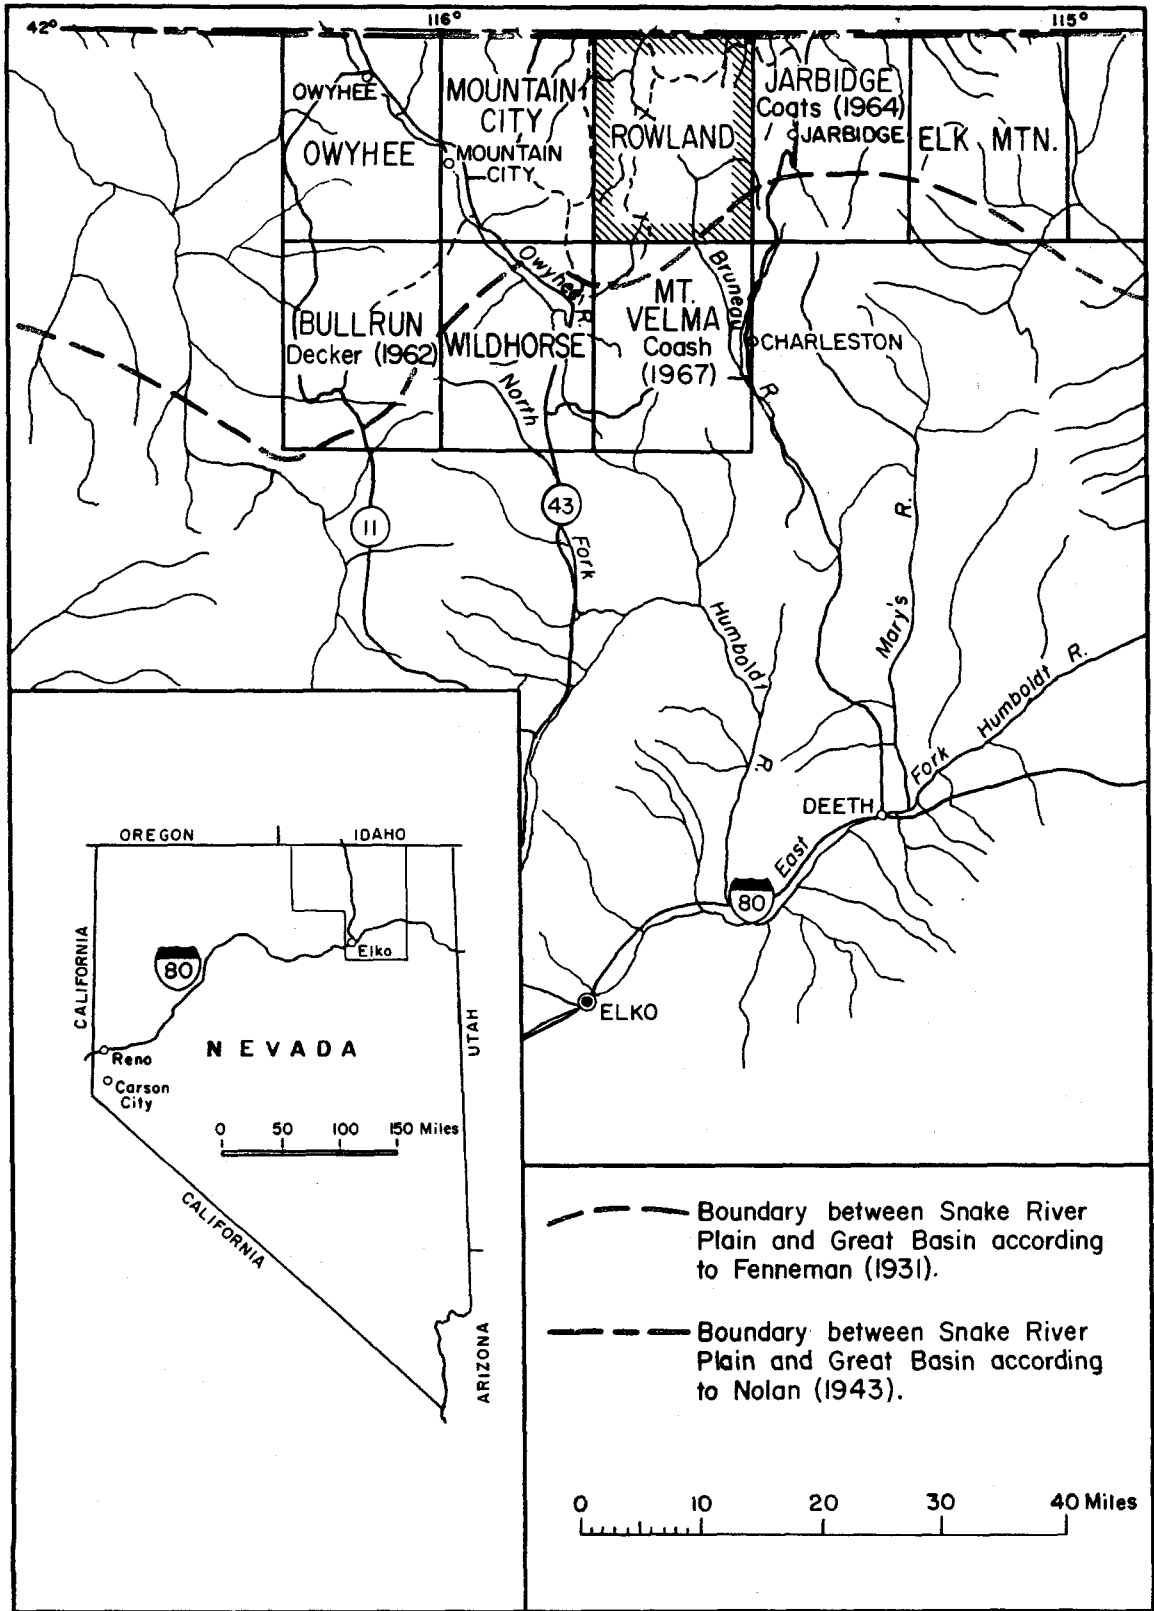 42°
116°
115°
OWYHEE
OWYHEE
MOUNTAIN
CITY
MOUNTAIN
CITY
ROWLAND
JARBIDGE
Coats (1964)
JARBIDGE
ELK MTN.
BULLRUN
Decker (1962)
Owyhee R.
WILDHORSE
MT.
VELMA
Coash
(1967)
Bruneau R.
CHARLESTON
North Fork Humboldt R.
43
11
Mary's R.
East Fork Humboldt R.
DEETH
80
ELKO
OREGON
IDAHO
CALIFORNIA
80
Elko
UTAH
NEVADA
Reno
Carson
City
0 50 100 150 Miles
CALIFORNIA
ARIZONA
Boundary between Snake River
Plain and Great Basin according
to Fenneman (1931).
Boundary between Snake River
Plain and Great Basin according
to Nolan (1943).
0 10 20 30 40 Miles